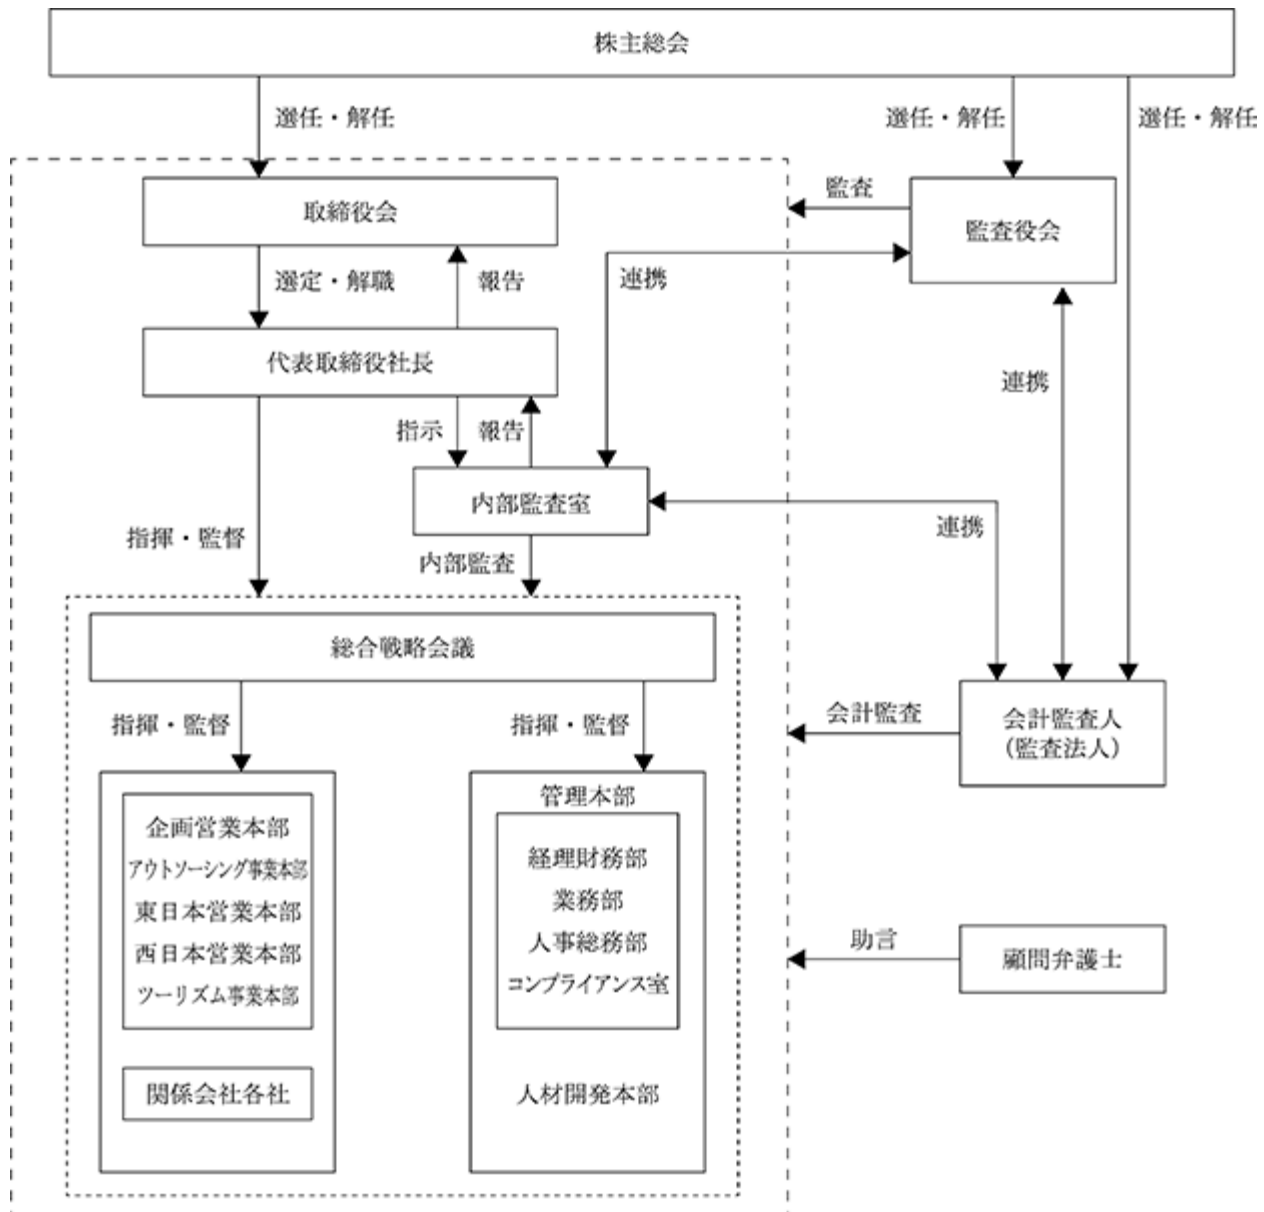 株主総会
選任・解任
選任・解任
選任・解任
取締役会
監査
監査役会
選定・解職
報告
連携
代表取締役社長
連携
指示
報告
内部監査室
連携
指揮・監督
内部監査
総合戦略会議
指揮・監督
指揮・監督
会計監査
会計監査人
（監査法人）
企画営業本部
アウトソーシング事業本部
東日本営業本部
西日本営業本部
ツーリズム事業本部
関係会社各社
管理本部
経理財務部
業務部
人事総務部
コンプライアンス室
人材開発本部
助言
顧問弁護士